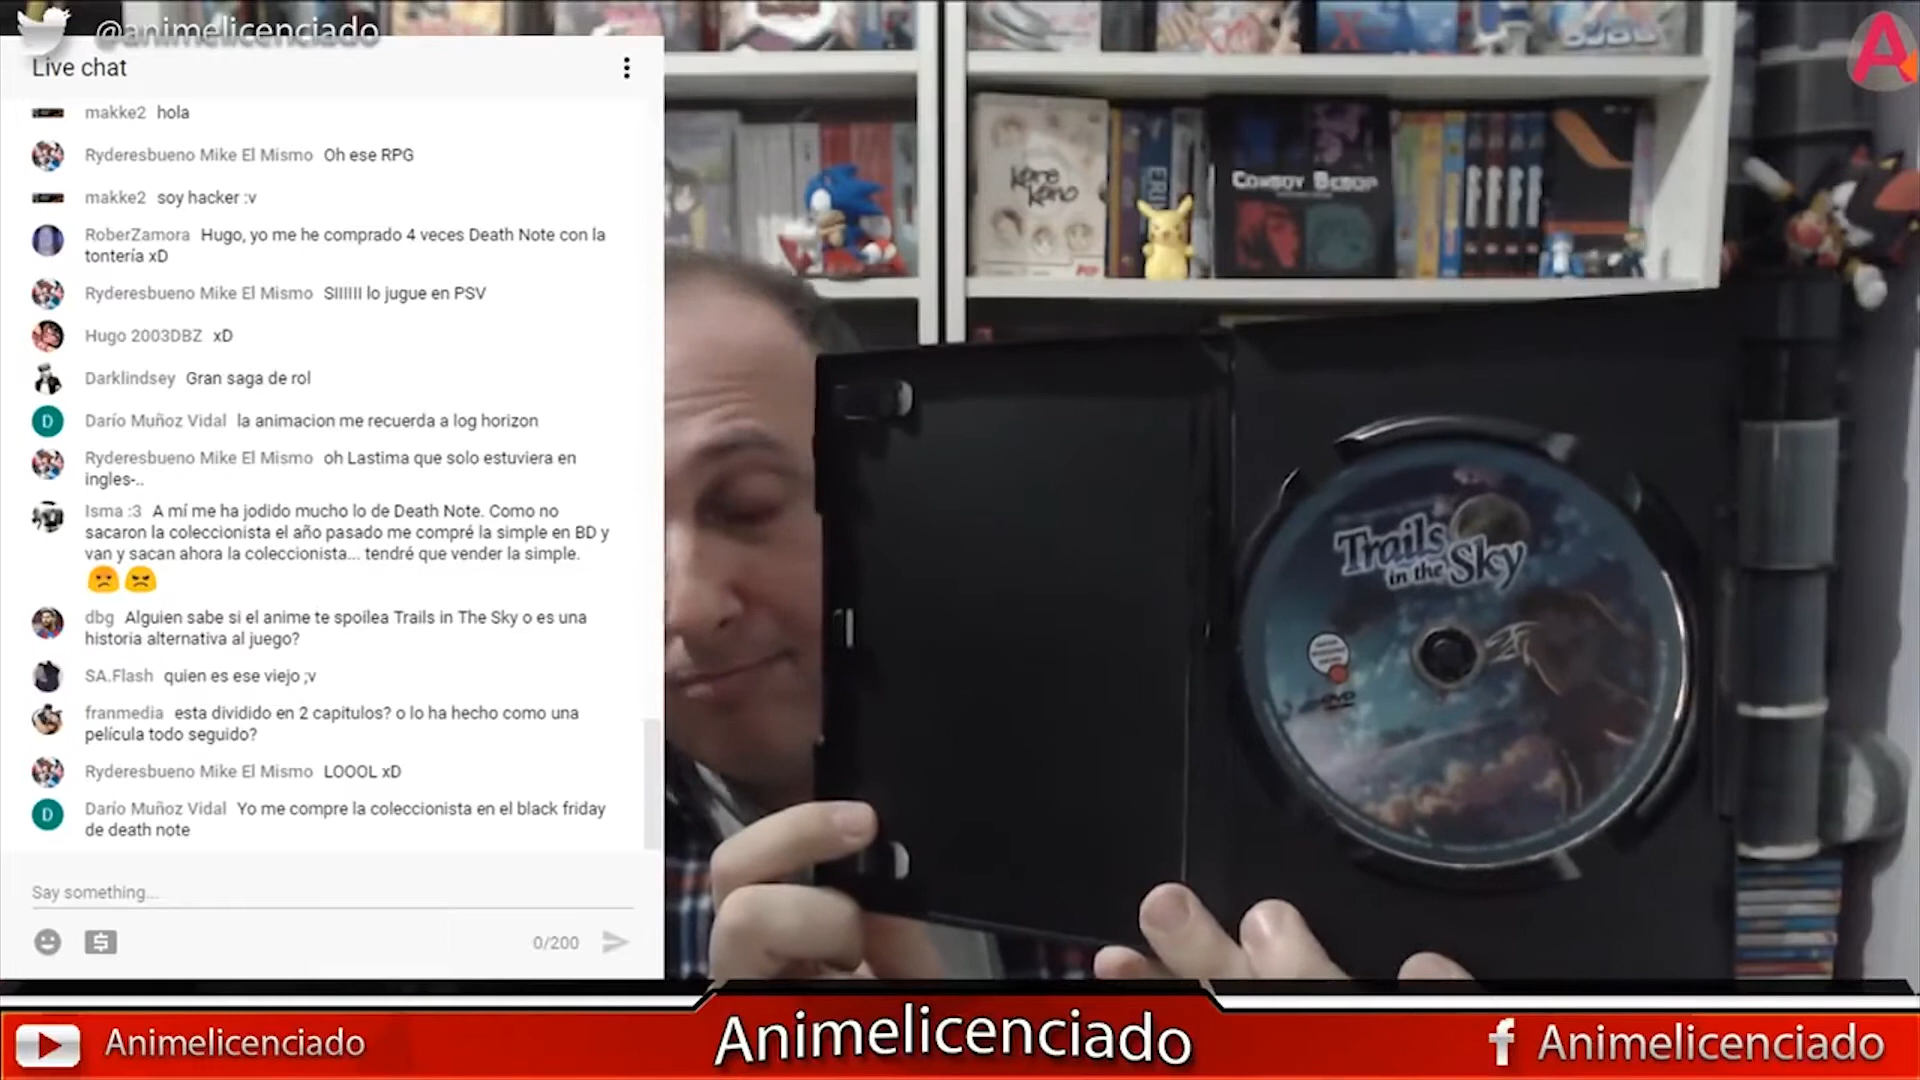 @animelicenciado
Live chat
makke2 hola
Ryderesbueno Mike El Mismo Oh ese RPG
makke2 soy hacker :v
RoberZamora Hugo, yo me he comprado 4 veces Death Note con la
tontería xD
Ryderesbueno Mike El Mismo SIIIIII lo jugue en PSV
Hugo 2003DBZ xD
Darklindsey Gran saga de rol
D Darío Muñoz Vidal la animacion me recuerda a log horizon
Ryderesbueno Mike El Mismo oh Lastima que solo estuviera en
ingles-..
Isma :3 A mí me ha jodido mucho lo de Death Note. Como no
sacaron la coleccionista el año pasado me compré la simple en BD y
van y sacan ahora la coleccionista... tendré que vender la simple.
dbg Alguien sabe si el anime te spoilea Trails in The Sky o es una
historia alternativa al juego?
SA.Flash quien es ese viejo ;v
franmedia esta dividido en 2 capitulos? o lo ha hecho como una
película todo seguido?
Ryderesbueno Mike El Mismo LOOOL xD
D Darío Muñoz Vidal Yo me compre la coleccionista en el black friday
de death note
Say something...
0/200
Kare
Kano
COWBOY BEBOP
Trails
in the Sky
DVD
A
Animelicenciado
Animelicenciado
f Animelicenciado